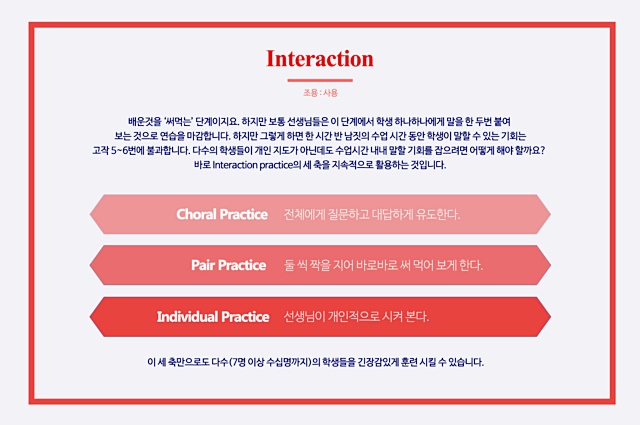 Interaction
조용 : 사용
배운것을 '써먹는' 단계이지요. 하지만 보통 선생님들은 이 단계에서 학생 하나하나에게 말을 한 두번 붙여
보는 것으로 연습을 마감합니다. 하지만 그렇게 하면 한 시간 반 남짓의 수업 시간 동안 학생이 말할 수 있는 기회는
고작 5~6번에 불과합니다. 다수의 학생들이 개인 지도가 아닌데도 수업시간 내내 말할 기회를 잡으려면 어떻게 해야 할까요?
바로 Interaction practice의 세 축을 지속적으로 활용하는 것입니다.
Choral Practice 전체에게 질문하고 대답하게 유도한다.
Pair Practice 둘 씩 짝을 지어 바로바로 써 먹어 보게 한다.
Individual Practice 선생님이 개인적으로 시켜 본다.
이 세 축만으로도 다수(7명 이상 수십명까지)의 학생들을 긴장감있게 훈련 시킬 수 있습니다.